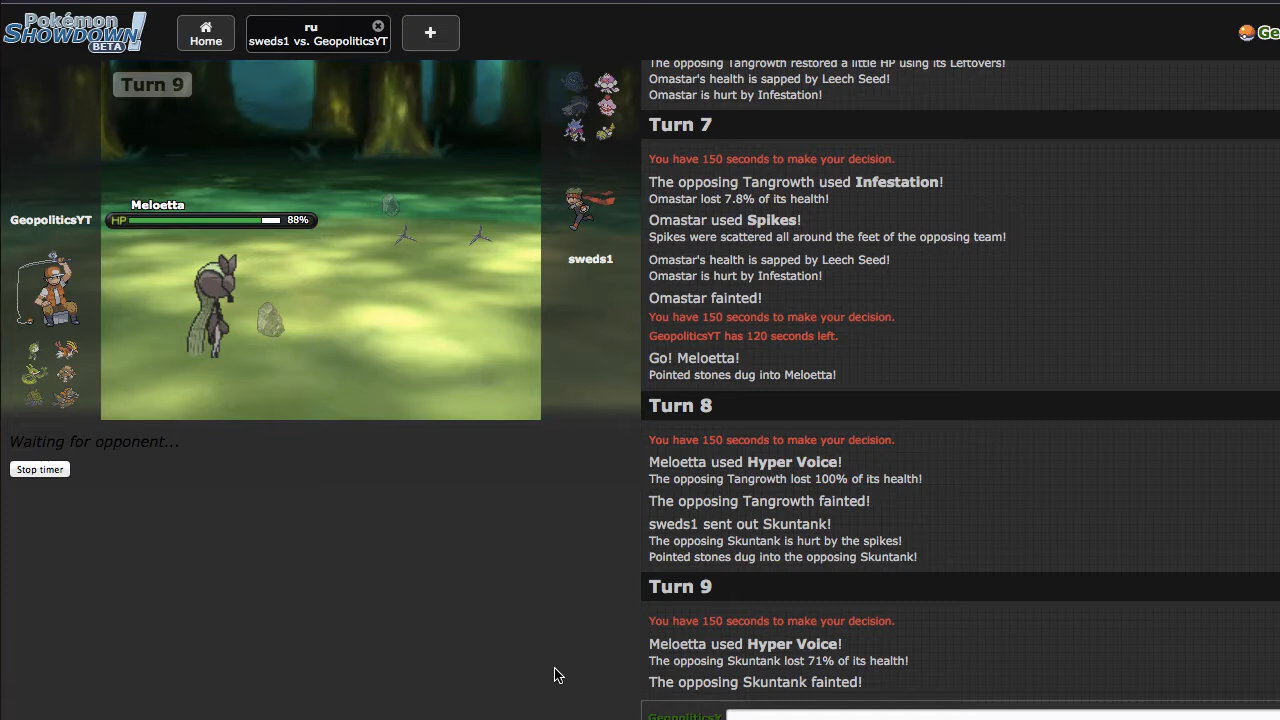 Pokémon
SHOWDOWN!
BETA
Home
ru
sweds1 vs. GeopoliticsYT
+
Ge
Turn 9
GeopoliticsYT
Meloetta
HP 88%
sweds1
Waiting for opponent...
Stop timer
The opposing Tangrowth restored a little HP using its Leftovers!
Omastar's health is sapped by Leech Seed!
Omastar is hurt by Infestation!
Turn 7
You have 150 seconds to make your decision.
The opposing Tangrowth used Infestation!
Omastar lost 7.8% of its health!
Omastar used Spikes!
Spikes were scattered all around the feet of the opposing team!
Omastar's health is sapped by Leech Seed!
Omastar is hurt by Infestation!
Omastar fainted!
You have 150 seconds to make your decision.
GeopoliticsYT has 120 seconds left.
Go! Meloetta!
Pointed stones dug into Meloetta!
Turn 8
You have 150 seconds to make your decision.
Meloetta used Hyper Voice!
The opposing Tangrowth lost 100% of its health!
The opposing Tangrowth fainted!
sweds1 sent out Skuntank!
The opposing Skuntank is hurt by the spikes!
Pointed stones dug into the opposing Skuntank!
Turn 9
You have 150 seconds to make your decision.
Meloetta used Hyper Voice!
The opposing Skuntank lost 71% of its health!
The opposing Skuntank fainted!
GeopoliticsY